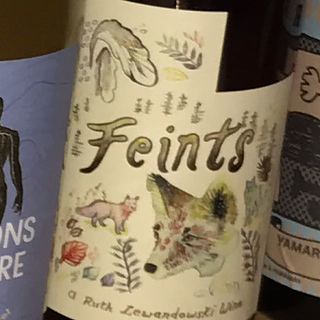 Feints
a Ruth Lewandowski Wine
ONS
RE
YAMAR